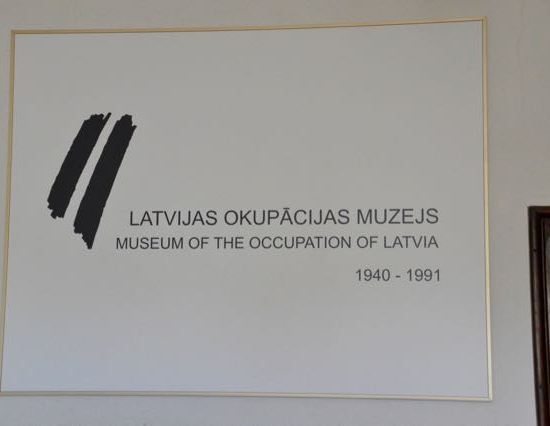 LATVIJAS OKUPĀCIJAS MUZEJS
MUSEUM OF THE OCCUPATION OF LATVIA
1940 - 1991